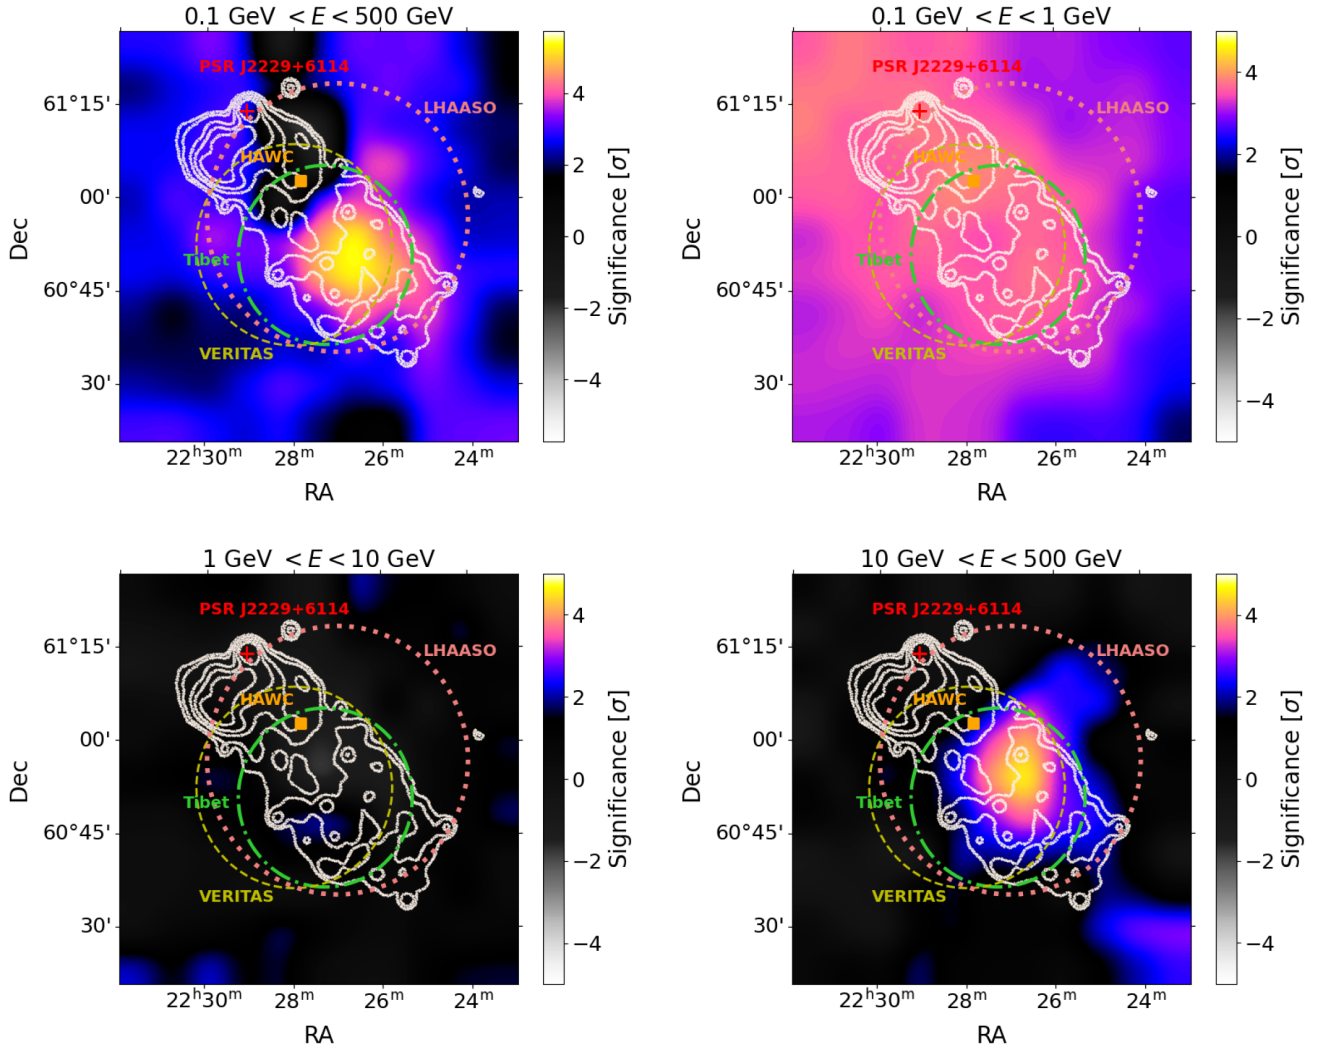 0.1 GeV < E < 500 GeV
PSR J2229+6114
LHAASO
HAWC
Tibet
VERITAS
61°15'
00'
60°45'
30'
Dec
22h30m
28m
26m
24m
RA
4
2
0
−2
−4
Significance [σ]
0.1 GeV < E < 1 GeV
PSR J2229+6114
LHAASO
HAWC
Tibet
VERITAS
61°15'
00'
60°45'
30'
Dec
22h30m
28m
26m
24m
RA
4
2
0
−2
−4
Significance [σ]
1 GeV < E < 10 GeV
PSR J2229+6114
LHAASO
HAWC
Tibet
VERITAS
61°15'
00'
60°45'
30'
Dec
22h30m
28m
26m
24m
RA
4
2
0
−2
−4
Significance [σ]
10 GeV < E < 500 GeV
PSR J2229+6114
LHAASO
HAWC
Tibet
VERITAS
61°15'
00'
60°45'
30'
Dec
22h30m
28m
26m
24m
RA
4
2
0
−2
−4
Significance [σ]